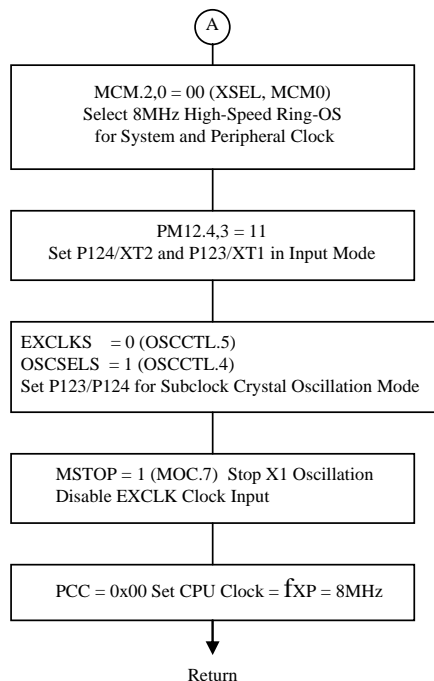 A
MCM.2,0 = 00 (XSEL, MCM0)
Select 8MHz High-Speed Ring-OS
for System and Peripheral Clock
PM12.4,3 = 11
Set P124/XT2 and P123/XT1 in Input Mode
EXCLKS = 0 (OSCCTL.5)
OSCSELS = 1 (OSCCTL.4)
Set P123/P124 for Subclock Crystal Oscillation Mode
MSTOP = 1 (MOC.7) Stop X1 Oscillation
Disable EXCLK Clock Input
PCC = 0x00 Set CPU Clock = fXP = 8MHz
Return